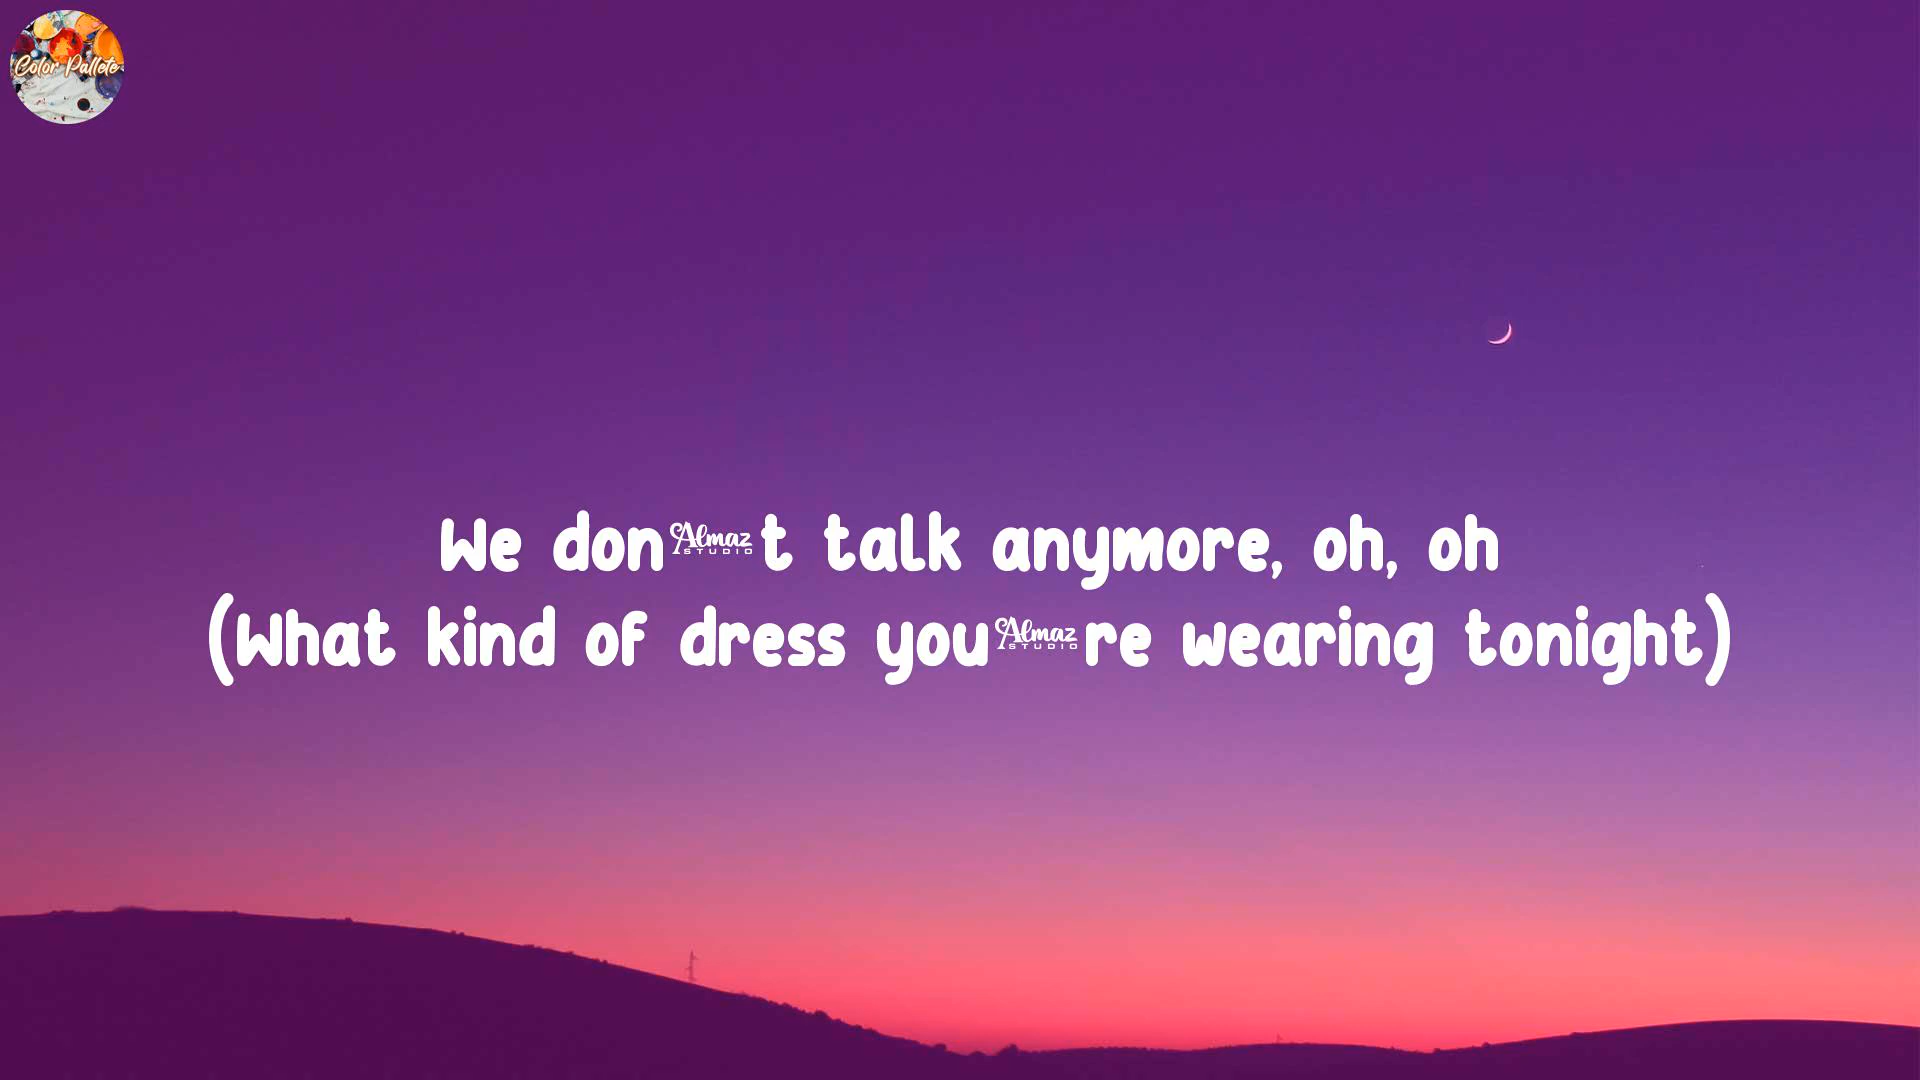 Color Pallete
We don Almaz STUDIO t talk anymore, oh, oh
(What kind of dress you Almaz STUDIO re wearing tonight)